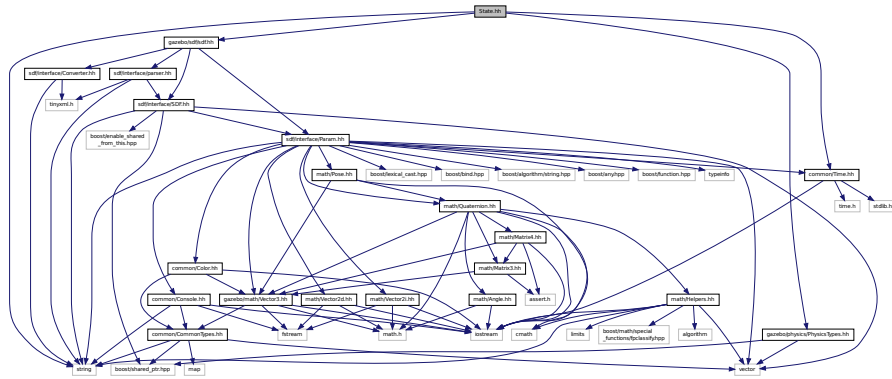 State.hh
gazebo/sdf/sdf.hh
sdf/interface/Converter.hh
sdf/interface/parser.hh
tinyxml.h
sdf/interface/SDF.hh
boost/enable_shared
_from_this.hpp
sdf/interface/Param.hh
math/Pose.hh
boost/lexical_cast.hpp
boost/bind.hpp
boost/algorithm/string.hpp
boost/any.hpp
boost/function.hpp
typeinfo
common/Time.hh
math/Quaternion.hh
time.h
stdlib.h
math/Matrix4.hh
common/Color.hh
math/Matrix3.hh
common/Console.hh
gazebo/math/Vector3.hh
math/Vector2d.hh
math/Vector2i.hh
math/Angle.hh
assert.h
math/Helpers.hh
common/CommonTypes.hh
fstream
math.h
iostream
cmath
limits
boost/math/special
_functions/fpclassify.hpp
algorithm
gazebo/physics/PhysicsTypes.hh
string
boost/shared_ptr.hpp
map
vector